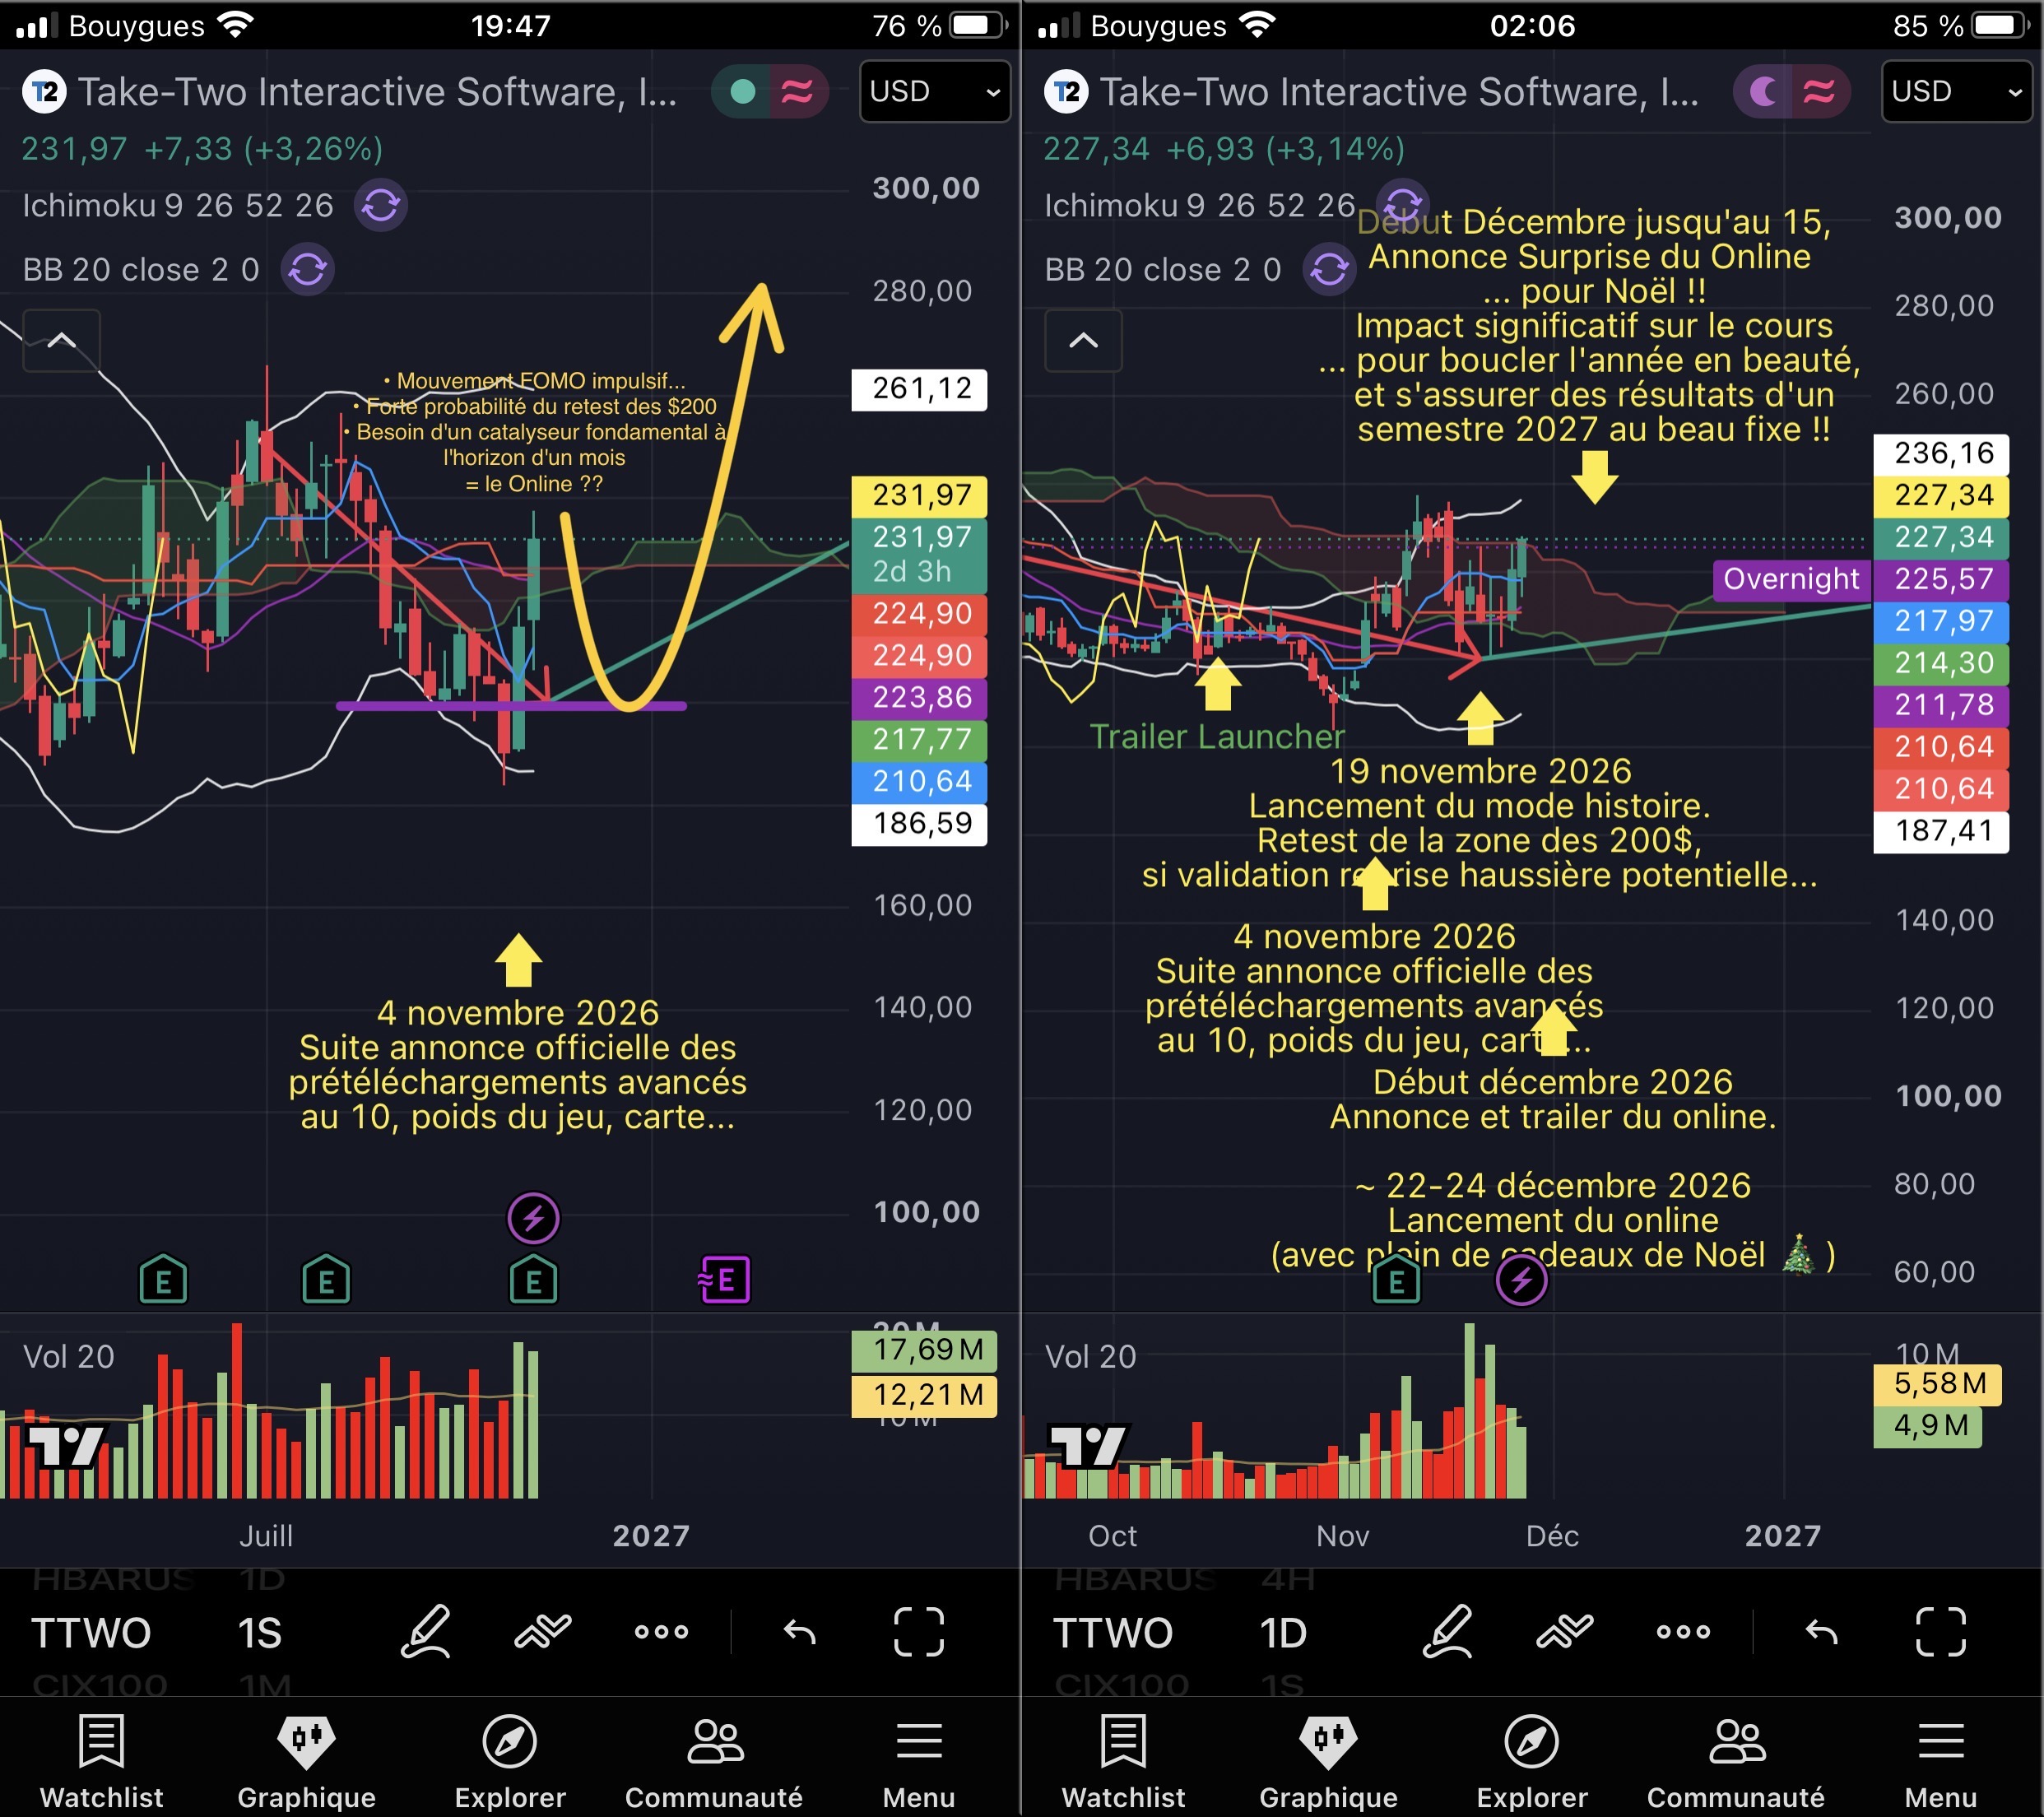 Bouygues 19:47 76 %
Take-Two Interactive Software, I... USD
231,97 +7,33 (+3,26%)
Ichimoku 9 26 52 26
BB 20 close 2 0
• Mouvement FOMO impulsif...
• Forte probabilité du retest des $200
• Besoin d'un catalyseur fondamental à
l'horizon d'un mois
= le Online ??
300,00
280,00
261,12
231,97
231,97
2d 3h
224,90
224,90
223,86
217,77
210,64
186,59
160,00
140,00
120,00
100,00
4 novembre 2026
Suite annonce officielle des
prétéléchargements avancés
au 10, poids du jeu, carte...
E E E ≈E
Vol 20
17,69 M
12,21 M
Juill 2027
HBARUS 1D
TTWO 1S
CIX100 1M
Watchlist Graphique Explorer Communauté Menu
Bouygues 02:06 85 %
Take-Two Interactive Software, I... USD
227,34 +6,93 (+3,14%)
Ichimoku 9 26 52 26
BB 20 close 2 0
Début Décembre jusqu'au 15,
Annonce Surprise du Online
... pour Noël !!
Impact significatif sur le cours
... pour boucler l'année en beauté,
et s'assurer des résultats d'un
semestre 2027 au beau fixe !!
300,00
280,00
260,00
236,16
227,34
227,34
Overnight 225,57
217,97
214,30
211,78
210,64
210,64
187,41
140,00
120,00
100,00
80,00
60,00
Trailer Launcher
19 novembre 2026
Lancement du mode histoire.
Retest de la zone des 200$,
si validation reprise haussière potentielle...
4 novembre 2026
Suite annonce officielle des
prétéléchargements avancés
au 10, poids du jeu, carte...
Début décembre 2026
Annonce et trailer du online.
~ 22-24 décembre 2026
Lancement du online
(avec plein de cadeaux de Noël 🎄)
E
Vol 20
10 M
5,58 M
4,9 M
Oct Nov Déc 2027
HBARUS 4H
TTWO 1D
CIX100 1S
Watchlist Graphique Explorer Communauté Menu